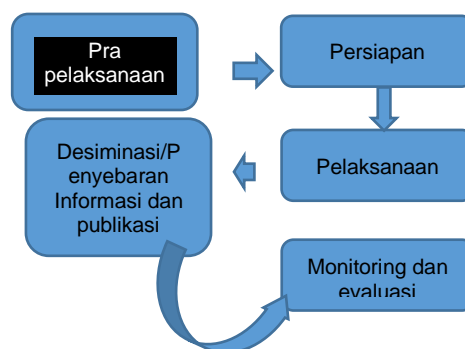 Pra
pelaksanaan
Persiapan
Pelaksanaan
Desiminasi/P
enyebaran
Informasi dan
publikasi
Monitoring dan
evaluasi